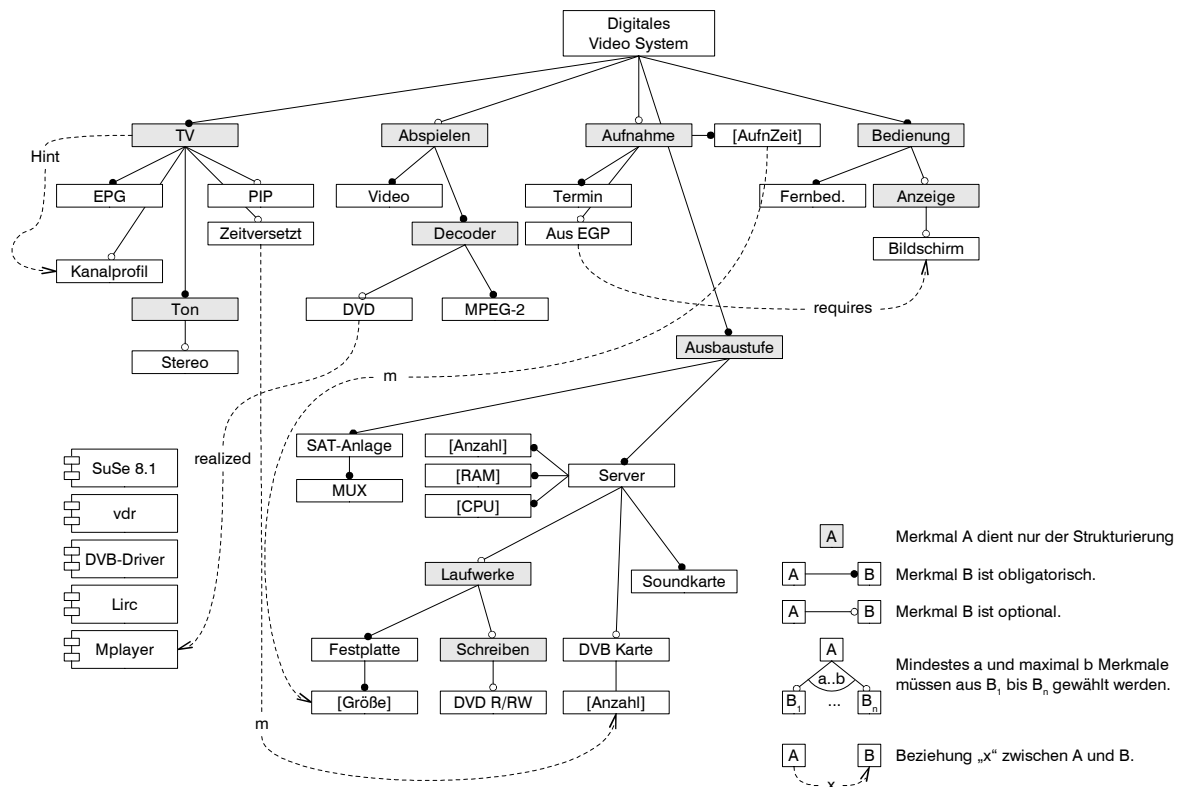 Digitales
Video System
TV
Abspielen
Aufnahme
[AufnZeit]
Bedienung
Hint
EPG
PIP
Video
Termin
Fernbed.
Anzeige
Zeitversetzt
Decoder
Aus EGP
Bildschirm
Kanalprofil
Ton
DVD
MPEG-2
requires
Stereo
Ausbaustufe
m
SAT-Anlage
[Anzahl]
realized
SuSe 8.1
MUX
[RAM]
Server
[CPU]
vdr
DVB-Driver
Laufwerke
Soundkarte
Lirc
Mplayer
Festplatte
Schreiben
DVB Karte
[Größe]
DVD R/RW
[Anzahl]
m
A
Merkmal A dient nur der Strukturierung
A B Merkmal B ist obligatorisch.
A B Merkmal B ist optional.
A
a..b
B1 ... Bn
Mindestes a und maximal b Merkmale
müssen aus B1 bis Bn gewählt werden.
A B Beziehung „x“ zwischen A und B.
x